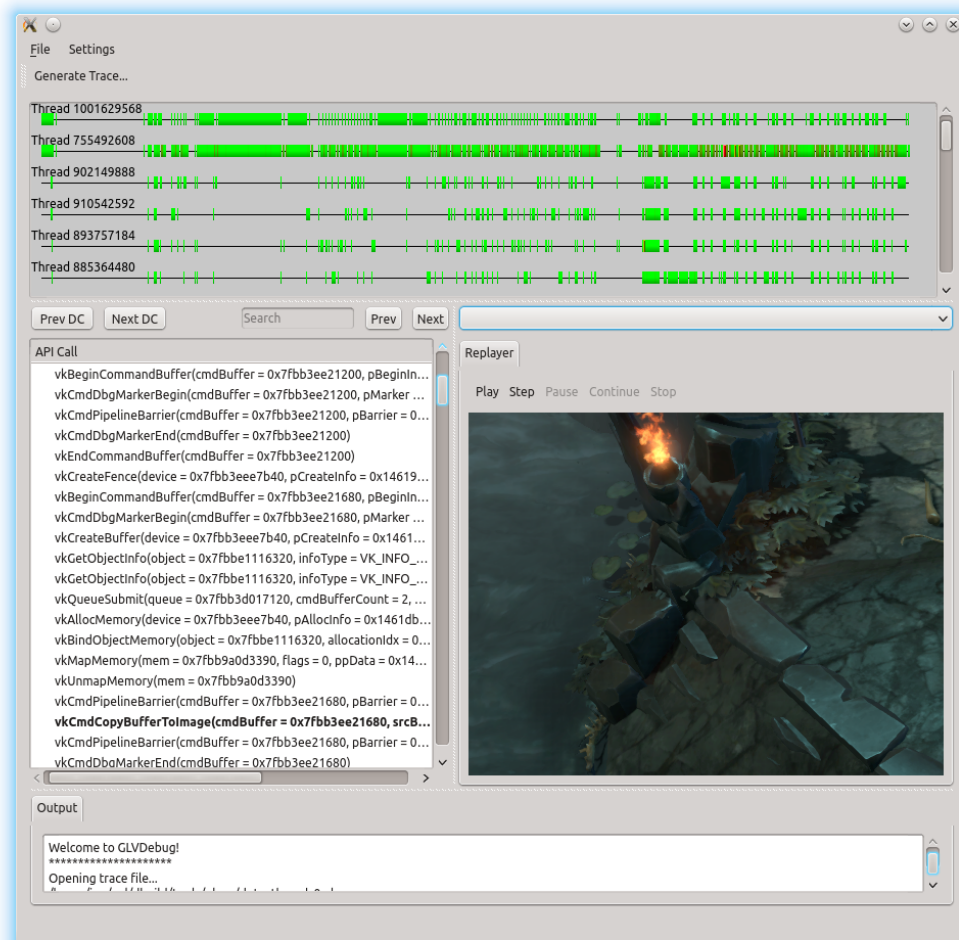 File Settings
Generate Trace...
Thread 1001629568
Thread 755492608
Thread 902149888
Thread 910542592
Thread 893757184
Thread 885364480
Prev DC Next DC Search Prev Next
API Call
vkBeginCommandBuffer(cmdBuffer = 0x7fbb3ee21200, pBeginIn...
vkCmdDbgMarkerBegin(cmdBuffer = 0x7fbb3ee21200, pMarker ...
vkCmdPipelineBarrier(cmdBuffer = 0x7fbb3ee21200, pBarrier = 0...
vkCmdDbgMarkerEnd(cmdBuffer = 0x7fbb3ee21200)
vkEndCommandBuffer(cmdBuffer = 0x7fbb3ee21200)
vkCreateFence(device = 0x7fbb3eee7b40, pCreateInfo = 0x14619...
vkBeginCommandBuffer(cmdBuffer = 0x7fbb3ee21680, pBeginIn...
vkCmdDbgMarkerBegin(cmdBuffer = 0x7fbb3ee21680, pMarker ...
vkCreateBuffer(device = 0x7fbb3eee7b40, pCreateInfo = 0x1461...
vkGetObjectInfo(object = 0x7fbbe1116320, infoType = VK_INFO_...
vkGetObjectInfo(object = 0x7fbbe1116320, infoType = VK_INFO_...
vkQueueSubmit(queue = 0x7fbb3d017120, cmdBufferCount = 2, ...
vkAllocMemory(device = 0x7fbb3eee7b40, pAllocInfo = 0x1461db...
vkBindObjectMemory(object = 0x7fbbe1116320, allocationIdx = 0...
vkMapMemory(mem = 0x7fbb9a0d3390, flags = 0, ppData = 0x14...
vkUnmapMemory(mem = 0x7fbb9a0d3390)
vkCmdPipelineBarrier(cmdBuffer = 0x7fbb3ee21680, pBarrier = 0...
vkCmdCopyBufferToImage(cmdBuffer = 0x7fbb3ee21680, srcB...
vkCmdPipelineBarrier(cmdBuffer = 0x7fbb3ee21680, pBarrier = 0...
vkCmdDbgMarkerEnd(cmdBuffer = 0x7fbb3ee21680)
Replayer
Play Step Pause Continue Stop
Output
Welcome to GLVDebug!
*********************
Opening trace file...